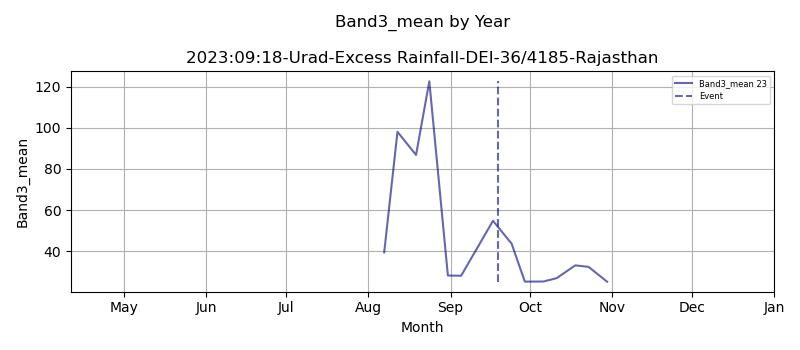 Band3_mean by Year
2023:09:18-Urad-Excess Rainfall-DEI-36/4185-Rajasthan
Band3_mean 23
Event
Band3_mean
120
100
80
60
40
May Jun Jul Aug Sep Oct Nov Dec Jan
Month